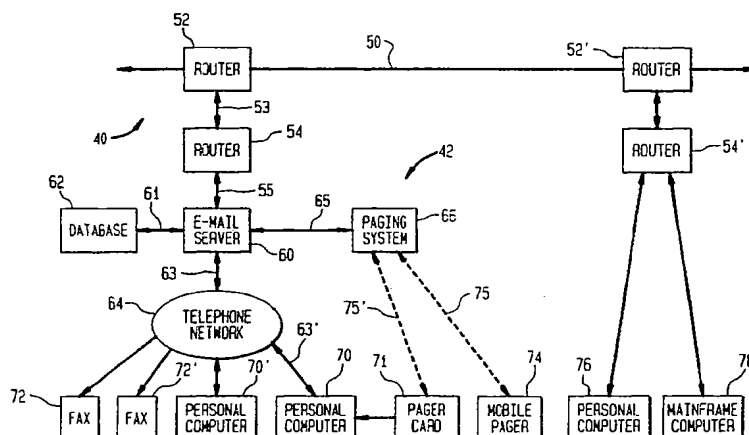 52
50
52'
ROUTER
ROUTER
53
54
40
ROUTER
42
ROUTER
54'
62
61
55
65
66
DATABASE
E-MAIL
SERVER
PAGING
SYSTEM
63
60
64
TELEPHONE
NETWORK
63'
75'
75
72
72'
70'
70
71
74
76
78
FAX
FAX
PERSONAL
COMPUTER
PERSONAL
COMPUTER
PAGER
CARD
MOBILE
PAGER
PERSONAL
COMPUTER
MAINFRAME
COMPUTER